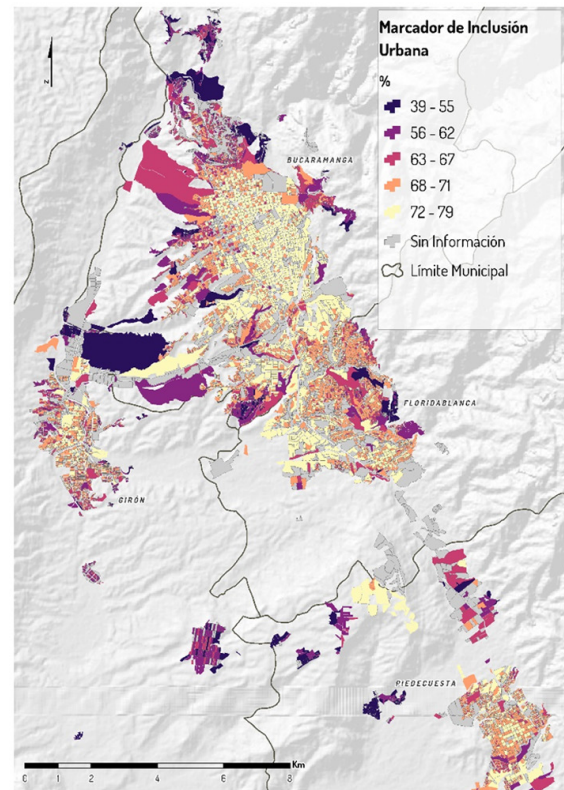 Marcador de Inclusión
Urbana
%
39 - 55
56 - 62
63 - 67
68 - 71
72 - 79
Sin Información
Límite Municipal
N
BUCARAMANGA
FLORIDABLANCA
GIRÓN
PIEDECUESTA
Km
0 1 2 4 6 8